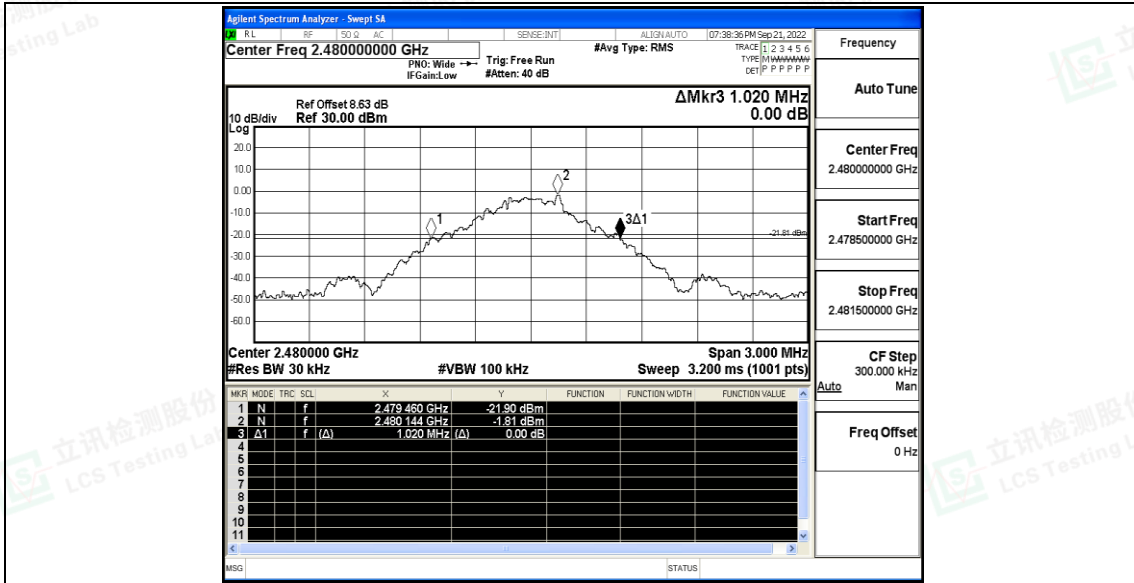 Agilent Spectrum Analyzer - Swept SA
RL RF 50 Ω AC SENSE:INT ALIGNAUTO 07:38:36 PM Sep 21, 2022
Center Freq 2.480000000 GHz
PNO: Wide
IFGain:Low
Trig: Free Run
#Atten: 40 dB
#Avg Type: RMS
TRACE 1 2 3 4 5 6
TYPE M W W W W W
DET P P P P P P
Frequency
Auto Tune
Center Freq
2.480000000 GHz
Start Freq
2.478500000 GHz
Stop Freq
2.481500000 GHz
CF Step
300.000 kHz
Auto Man
Freq Offset
0 Hz
ΔMkr3 1.020 MHz
0.00 dB
Ref Offset 8.63 dB
10 dB/div Ref 30.00 dBm
Log
20.0
10.0
0.00
-10.0
-20.0
-30.0
-40.0
-50.0
-60.0
1
2
3Δ1
-21.81 dBm
Center 2.480000 GHz Span 3.000 MHz
#Res BW 30 kHz #VBW 100 kHz Sweep 3.200 ms (1001 pts)
MKR MODE TRC SCL X Y FUNCTION FUNCTION WIDTH FUNCTION VALUE
1 N f 2.479 460 GHz -21.90 dBm
2 N f 2.480 144 GHz -1.81 dBm
3 Δ1 f (Δ) 1.020 MHz (Δ) 0.00 dB
4
5
6
7
8
9
10
11
MSG STATUS
立讯检测股份
LCS Testing Lab
立讯检测股
LCS Testing L
sting Lab